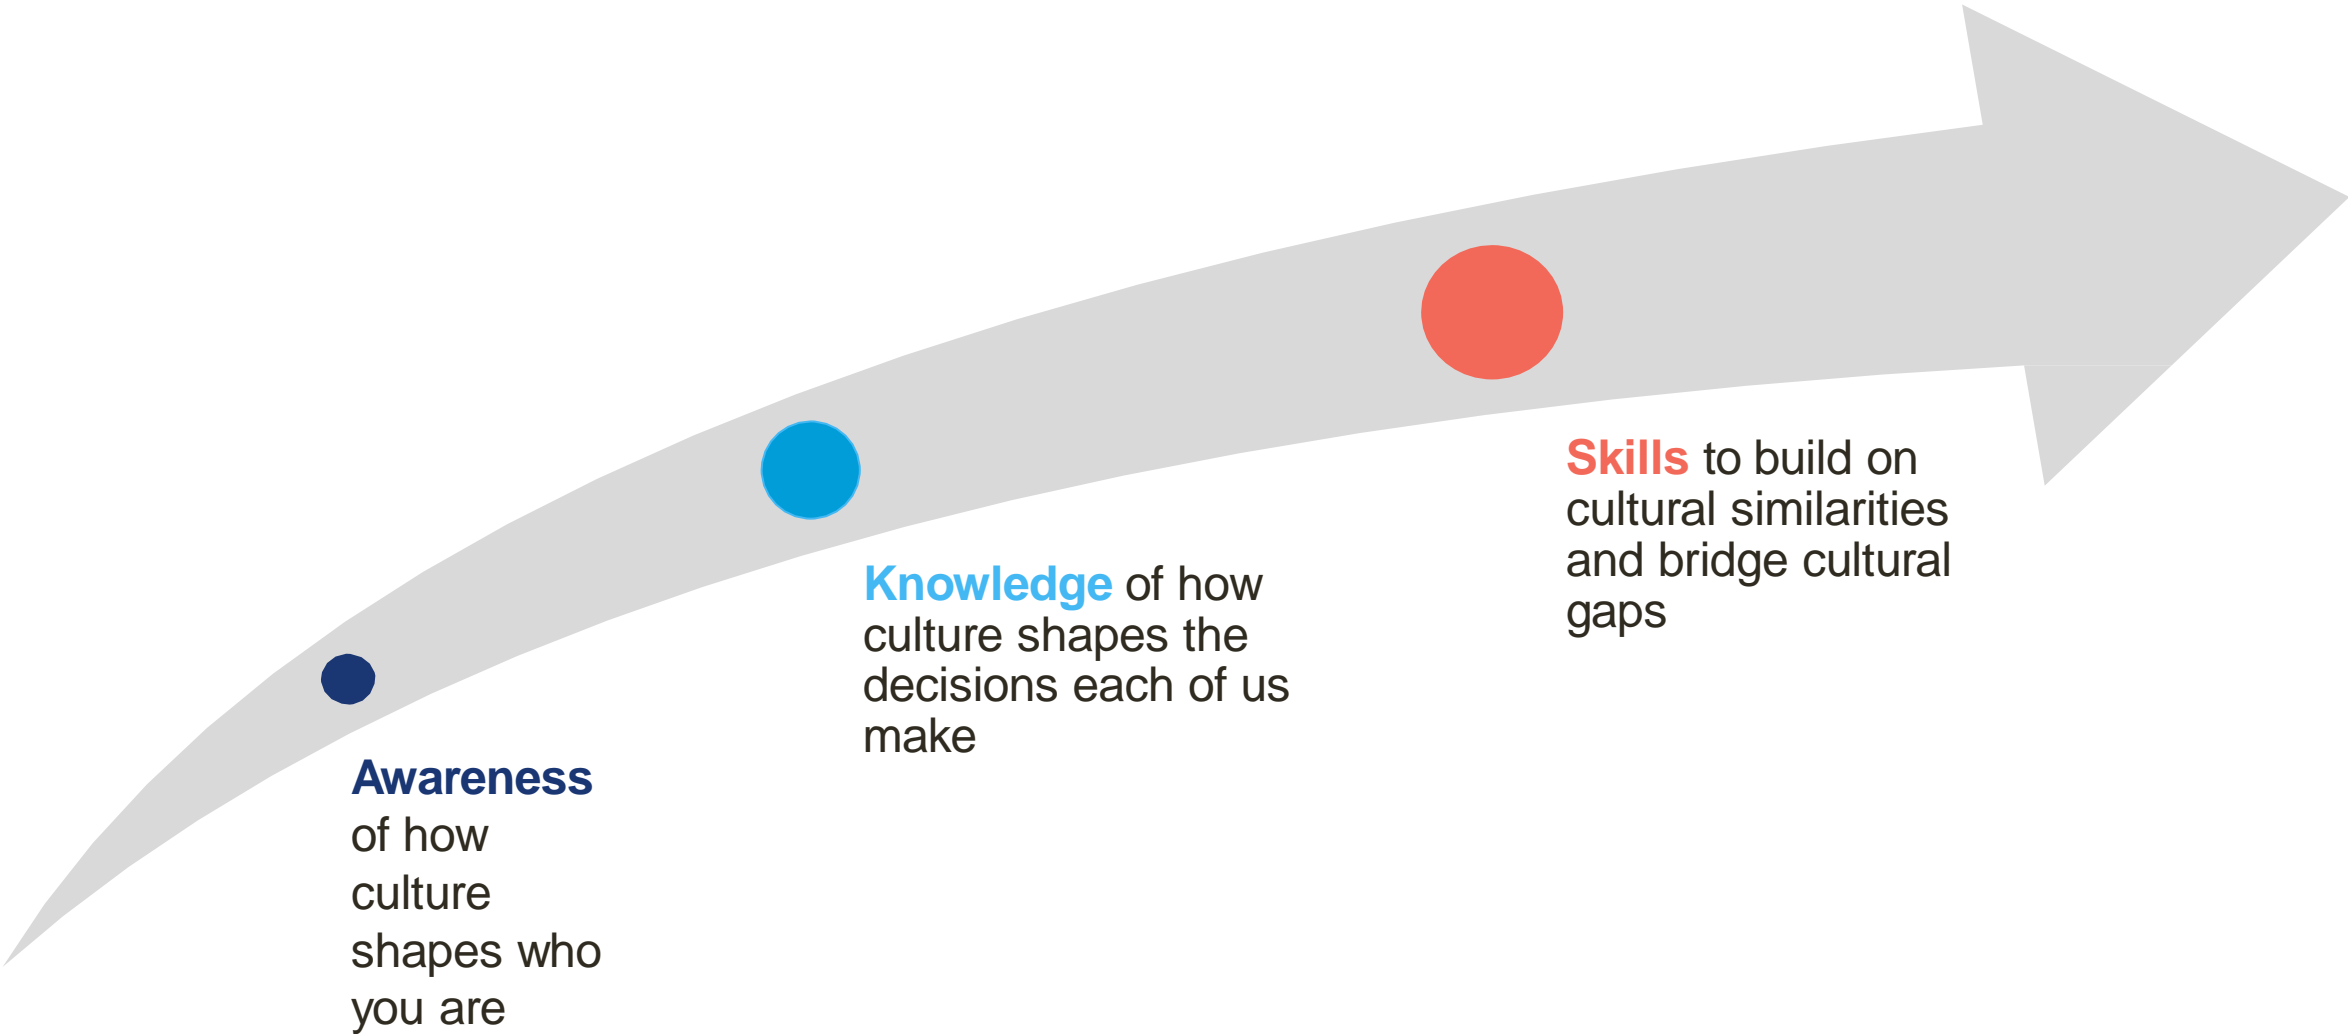 Awareness
of how
culture
shapes who
you are
Knowledge of how
culture shapes the
decisions each of us
make
Skills to build on
cultural similarities
and bridge cultural
gaps